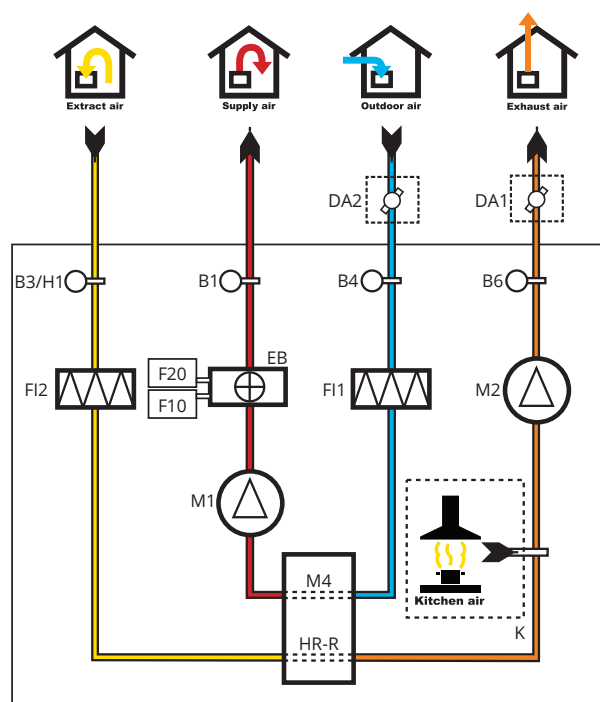 Extract air
Supply air
Outdoor air
Exhaust air
DA2
DA1
B3/H1
B1
B4
B6
EB
F20
F10
FI2
FI1
M2
M1
M4
Kitchen air
K
HR-R